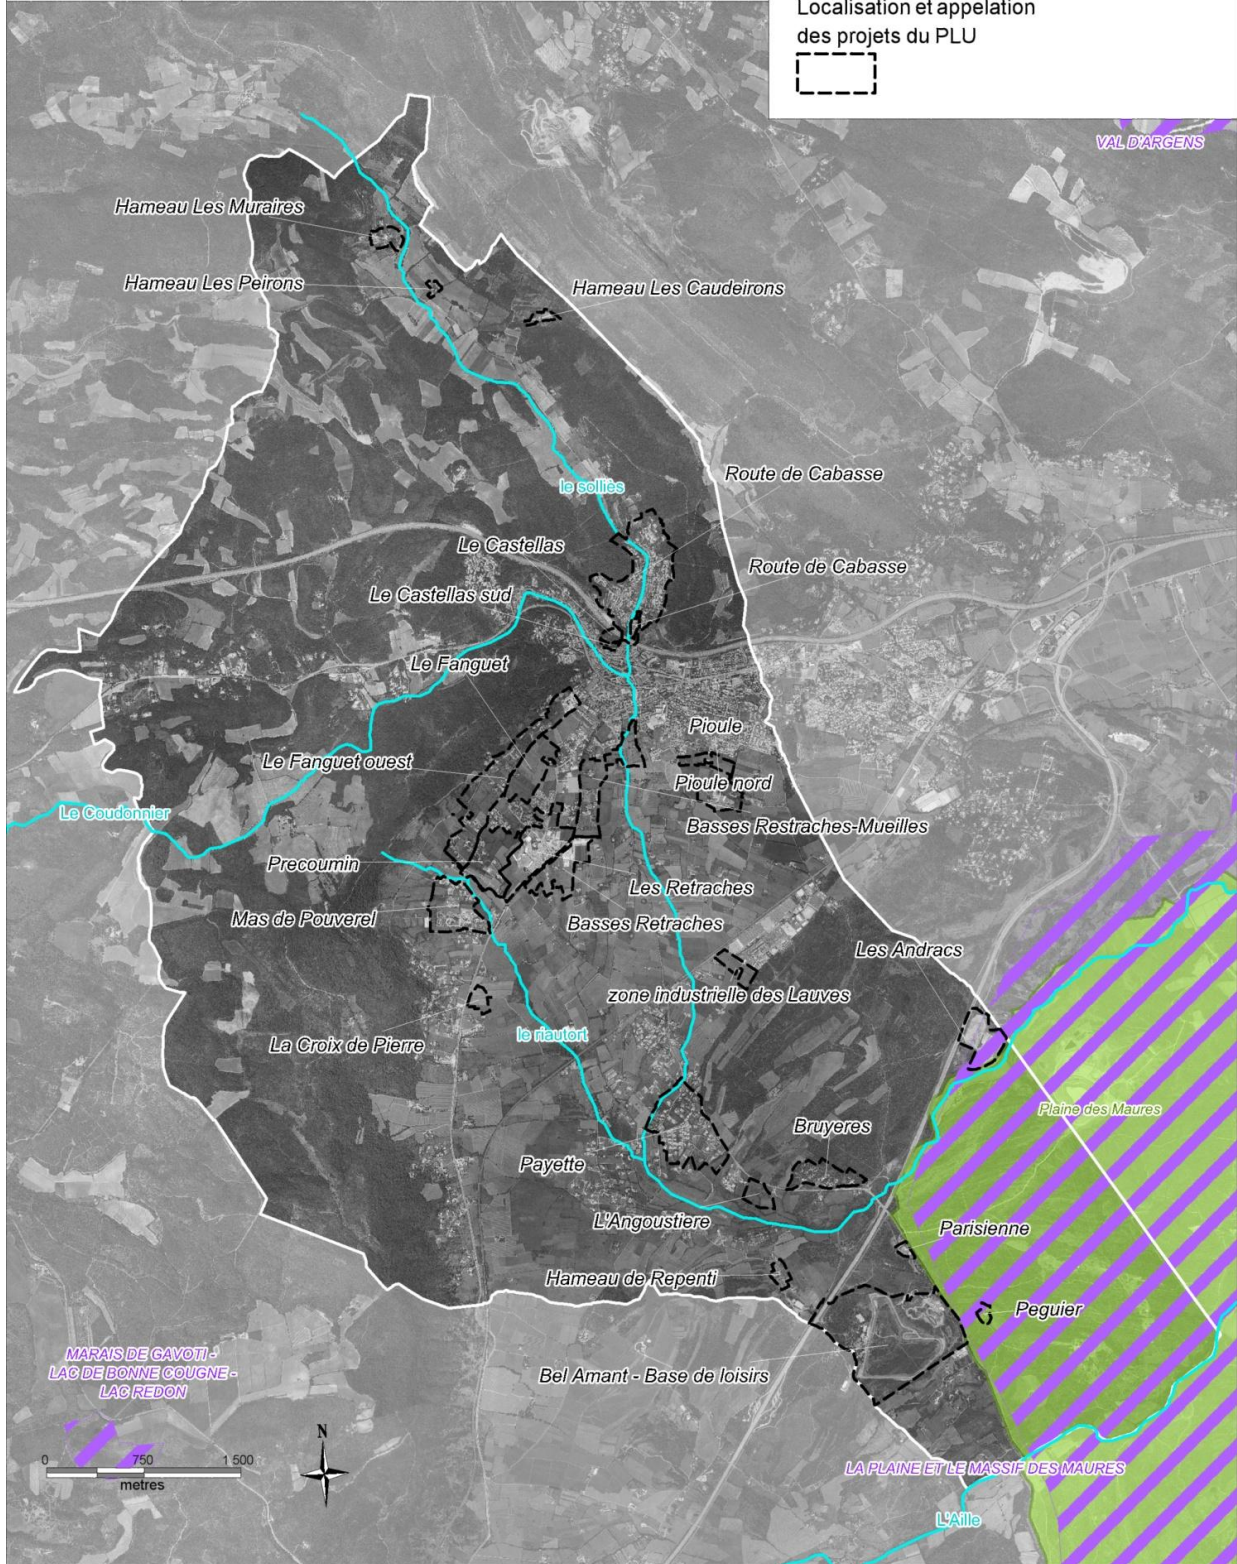 Localisation et appelation
des projets du PLU
VAL D'ARGENS
Hameau Les Muraires
Hameau Les Peirons
Hameau Les Caudeirons
Route de Cabasse
le solliès
Le Castellas
Route de Cabasse
Le Castellas sud
Le Fanguet
Pioule
Le Fanguet ouest
Pioule nord
Le Coudonnier
Basses Restraches-Mueilles
Precoumin
Les Retraches
Mas de Pouverel
Basses Retraches
Les Andracs
zone industrielle des Lauves
le riautort
La Croix de Pierre
Plaine des Maures
Bruyeres
Payette
L'Angoustiere
Parisienne
Hameau de Repenti
Peguier
MARAIS DE GAVOTI -
LAC DE BONNE COUGNE -
LAC REDON
Bel Amant - Base de loisirs
N
0 750 1 500
metres
LA PLAINE ET LE MASSIF DES MAURES
L'Aille